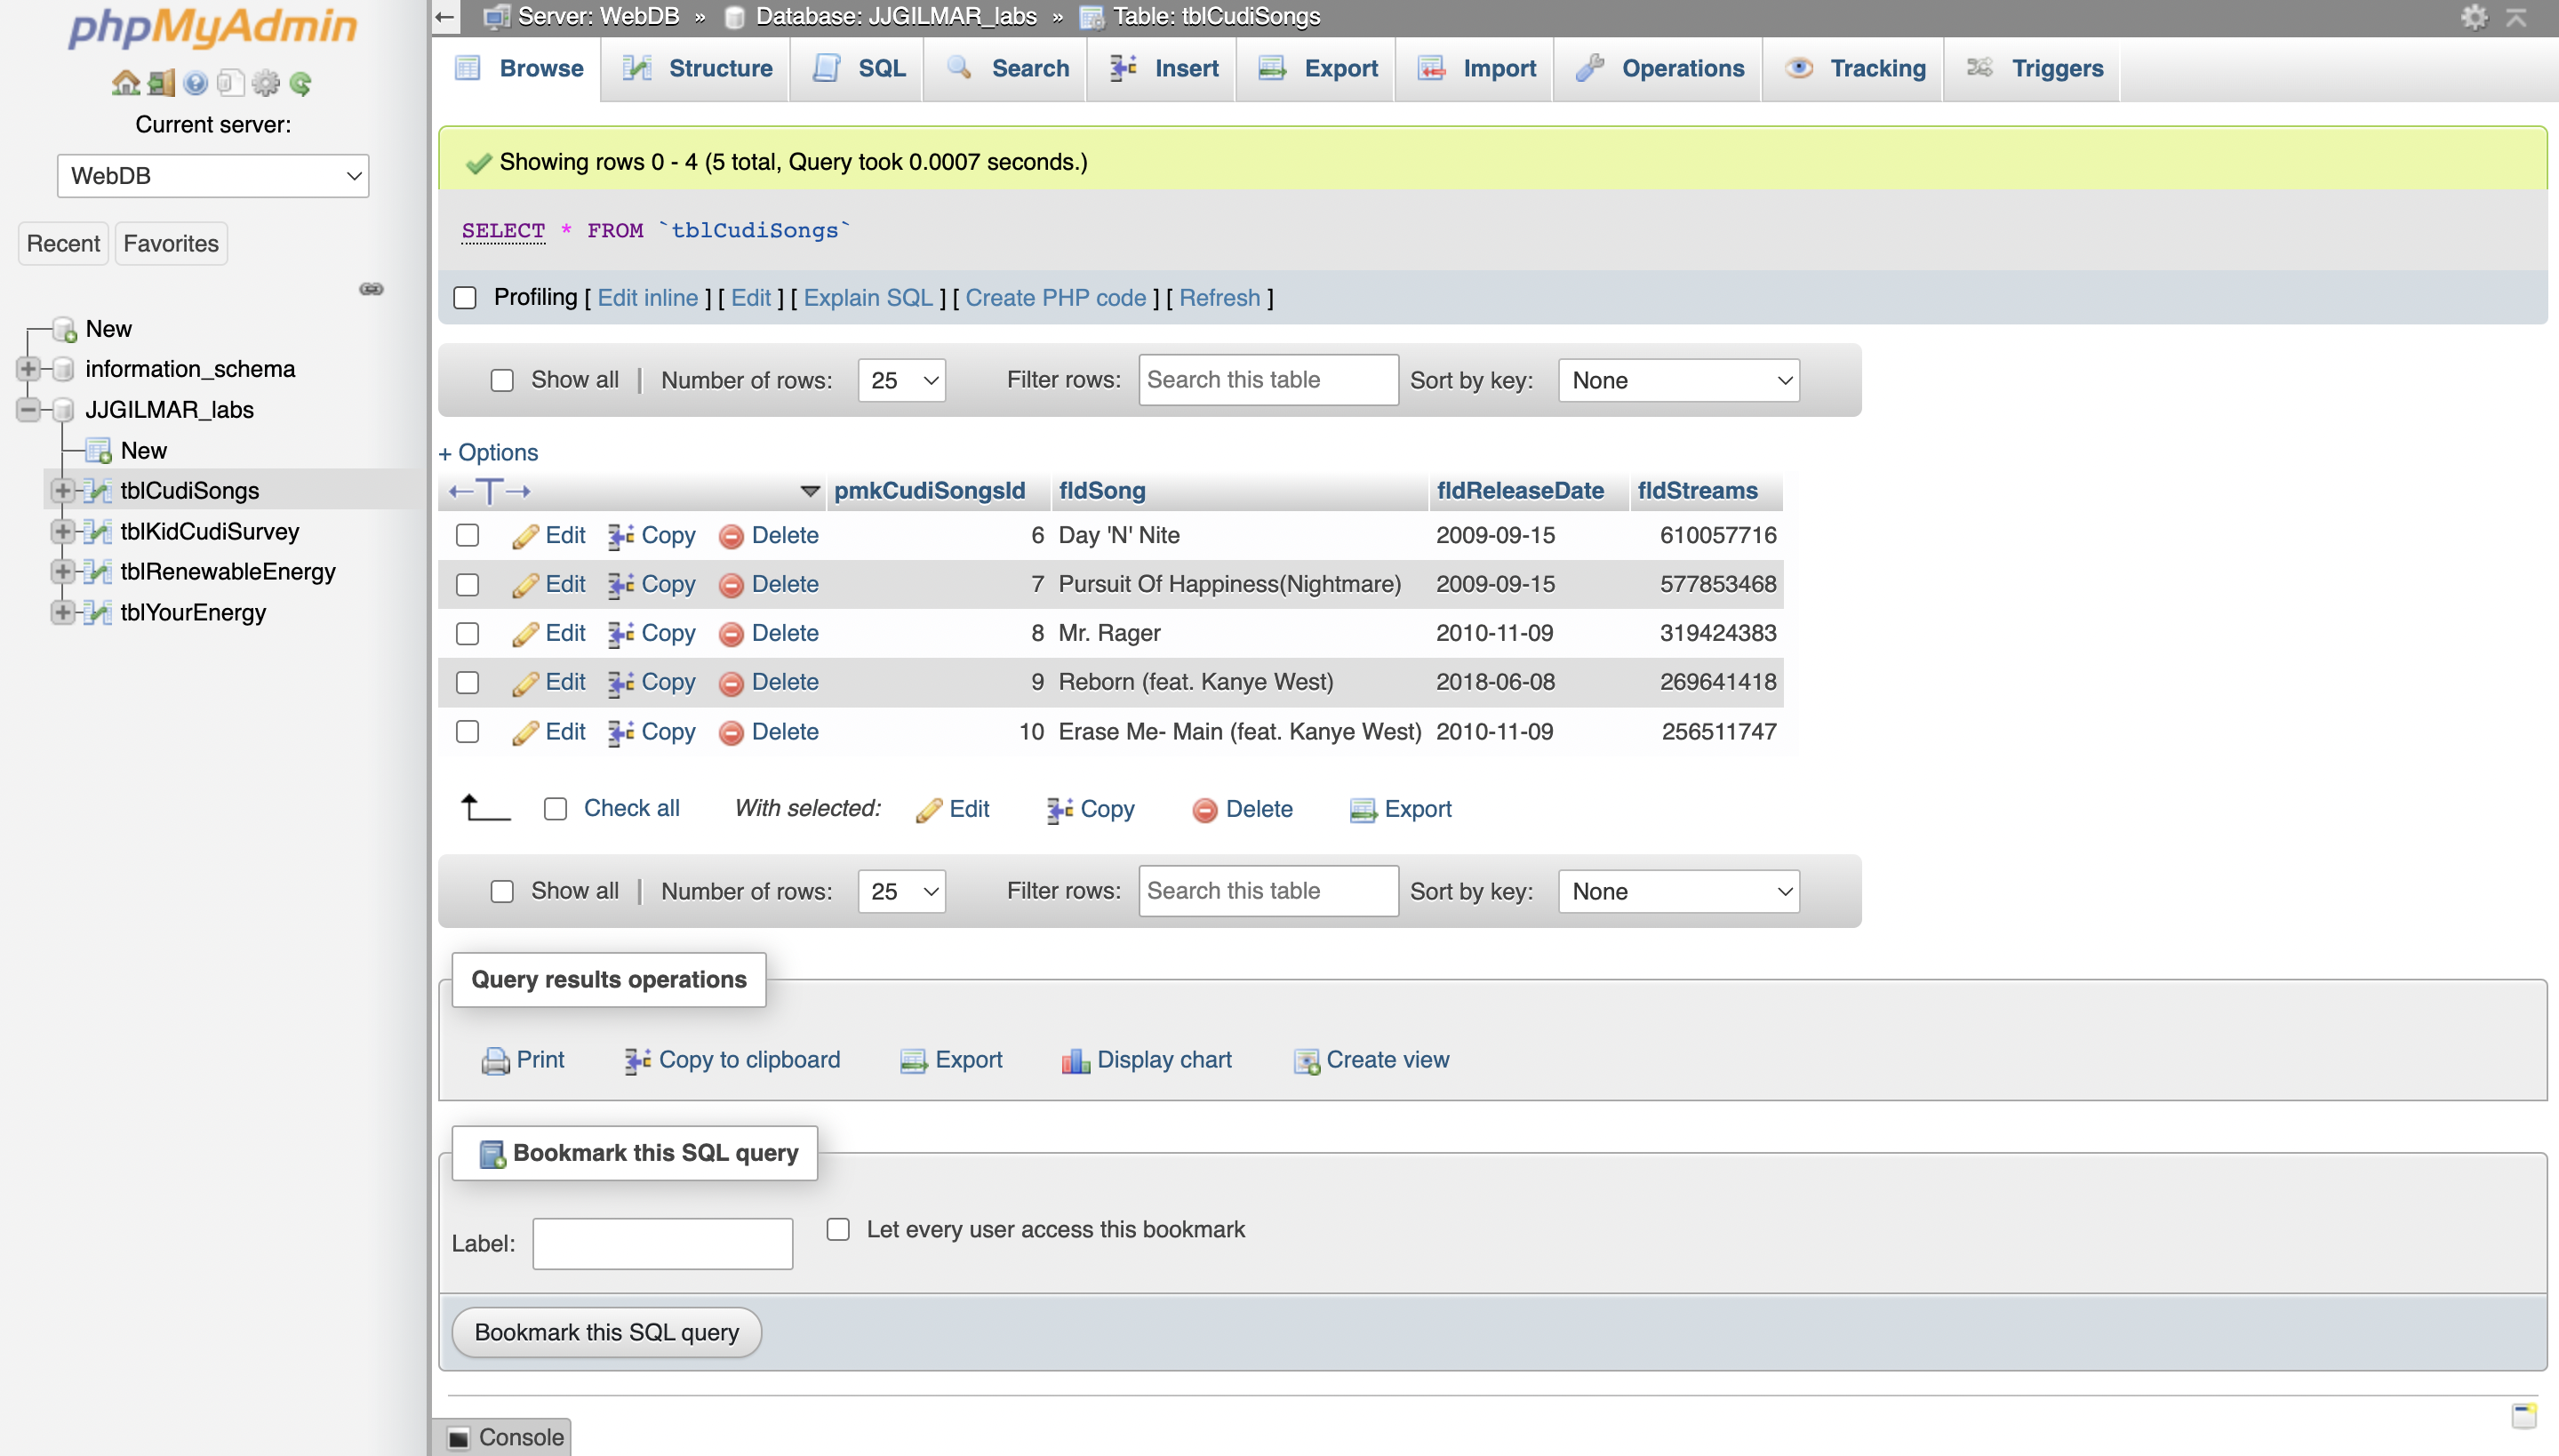 phpMyAdmin
Current server:
WebDB
Recent Favorites
New
information_schema
JJGILMAR_labs
New
tblCudiSongs
tblKidCudiSurvey
tblRenewableEnergy
tblYourEnergy
Server: WebDB » Database: JJGILMAR_labs » Table: tblCudiSongs
Browse Structure SQL Search Insert Export Import Operations Tracking Triggers
Showing rows 0 - 4 (5 total, Query took 0.0007 seconds.)
SELECT * FROM `tblCudiSongs`
Profiling [ Edit inline ] [ Edit ] [ Explain SQL ] [ Create PHP code ] [ Refresh ]
Show all | Number of rows: 25 Filter rows: Search this table Sort by key: None
+ Options
←T→ pmkCudiSongsId fldSong fldReleaseDate fldStreams
Edit Copy Delete 6 Day 'N' Nite 2009-09-15 610057716
Edit Copy Delete 7 Pursuit Of Happiness(Nightmare) 2009-09-15 577853468
Edit Copy Delete 8 Mr. Rager 2010-11-09 319424383
Edit Copy Delete 9 Reborn (feat. Kanye West) 2018-06-08 269641418
Edit Copy Delete 10 Erase Me- Main (feat. Kanye West) 2010-11-09 256511747
Check all With selected: Edit Copy Delete Export
Show all | Number of rows: 25 Filter rows: Search this table Sort by key: None
Query results operations
Print Copy to clipboard Export Display chart Create view
Bookmark this SQL query
Label: Let every user access this bookmark
Bookmark this SQL query
Console